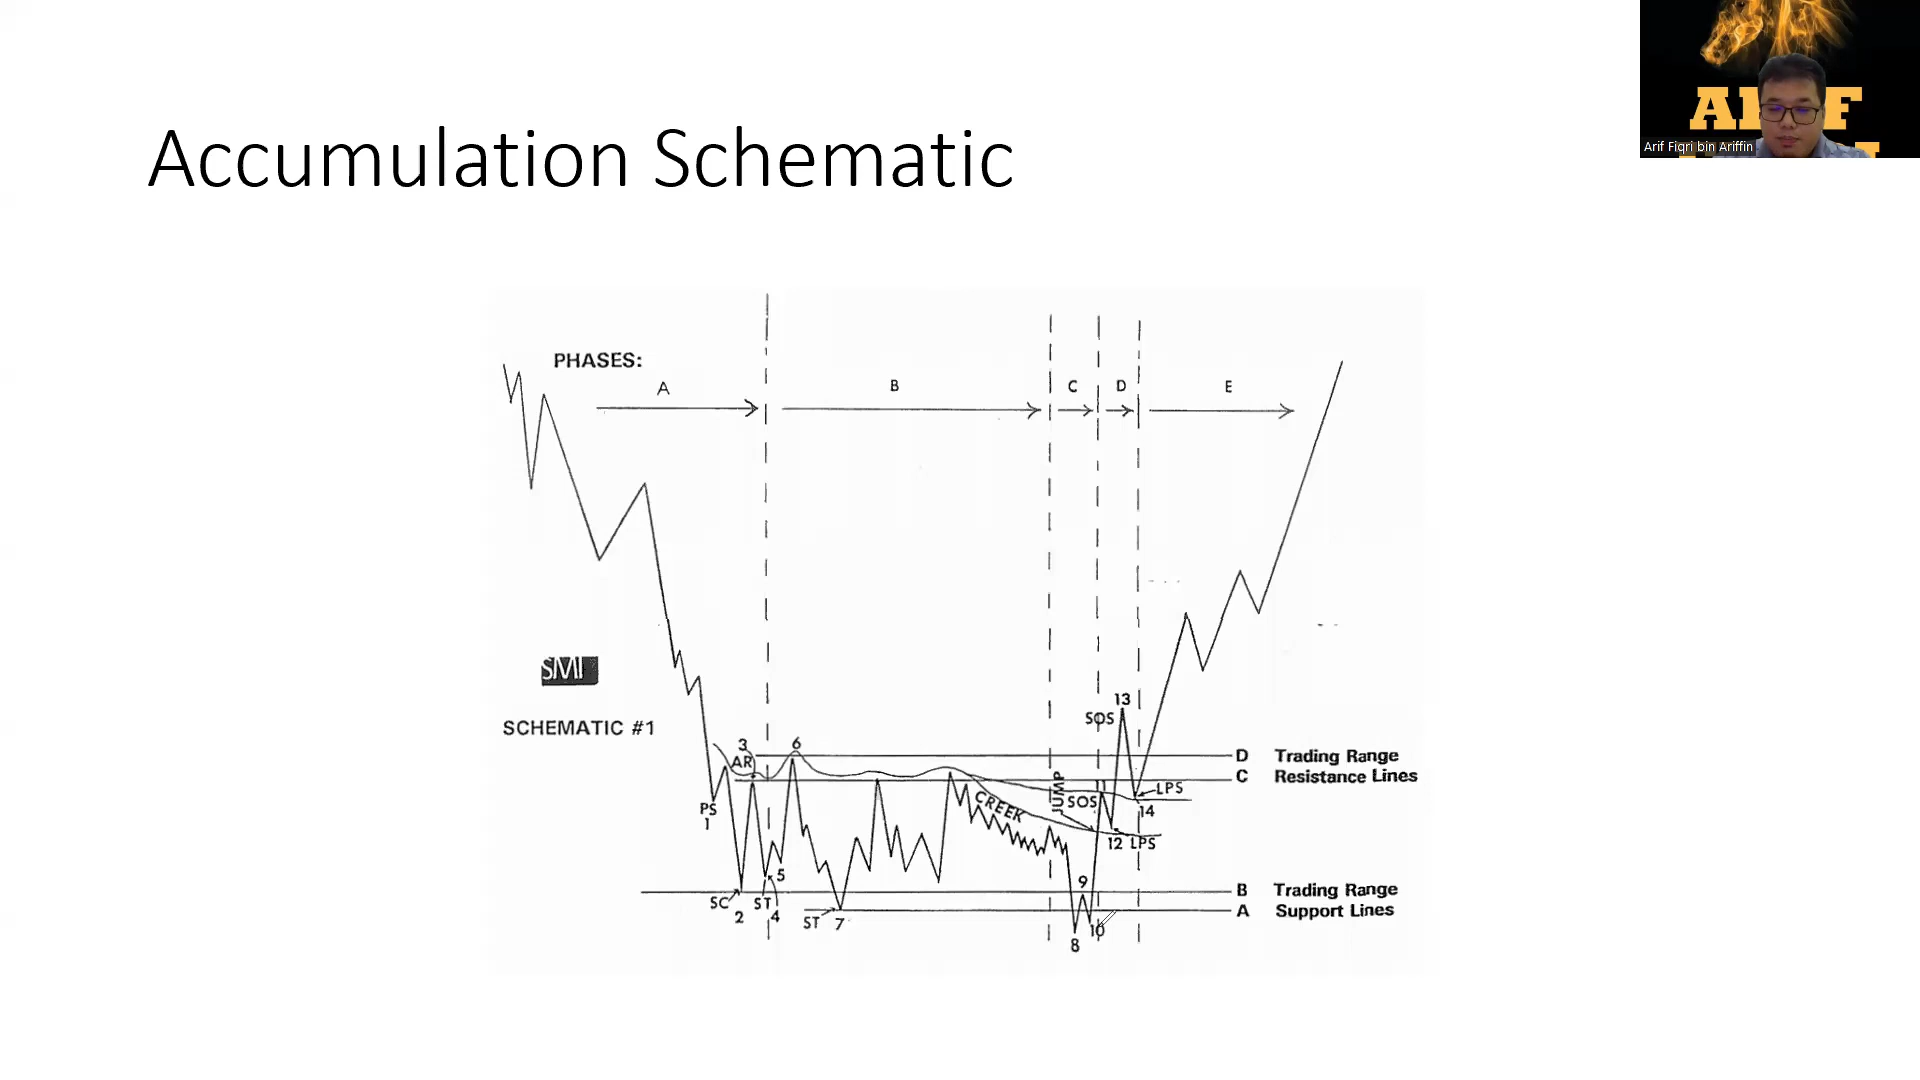 Accumulation Schematic
Arif Fiqri bin Ariffin
PHASES:
A
B
C
D
E
SMI
SCHEMATIC #1
13
SOS
3
AR
6
D Trading Range
C Resistance Lines
JUMP
CREEK
SOS
11
LPS
14
PS
1
12 LPS
5
9
B Trading Range
A Support Lines
SC
2
ST
4
ST
7
8
10